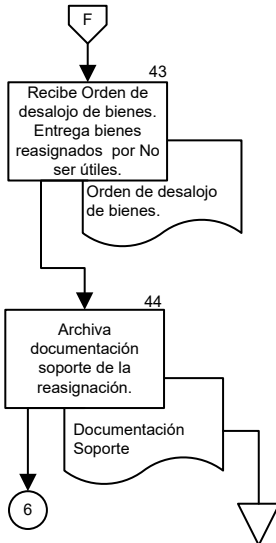 F
43
Recibe Orden de
desalojo de bienes.
Entrega bienes
reasignados por No
ser útiles.
Orden de desalojo
de bienes.
44
Archiva
documentación
soporte de la
reasignación.
Documentación
Soporte
6